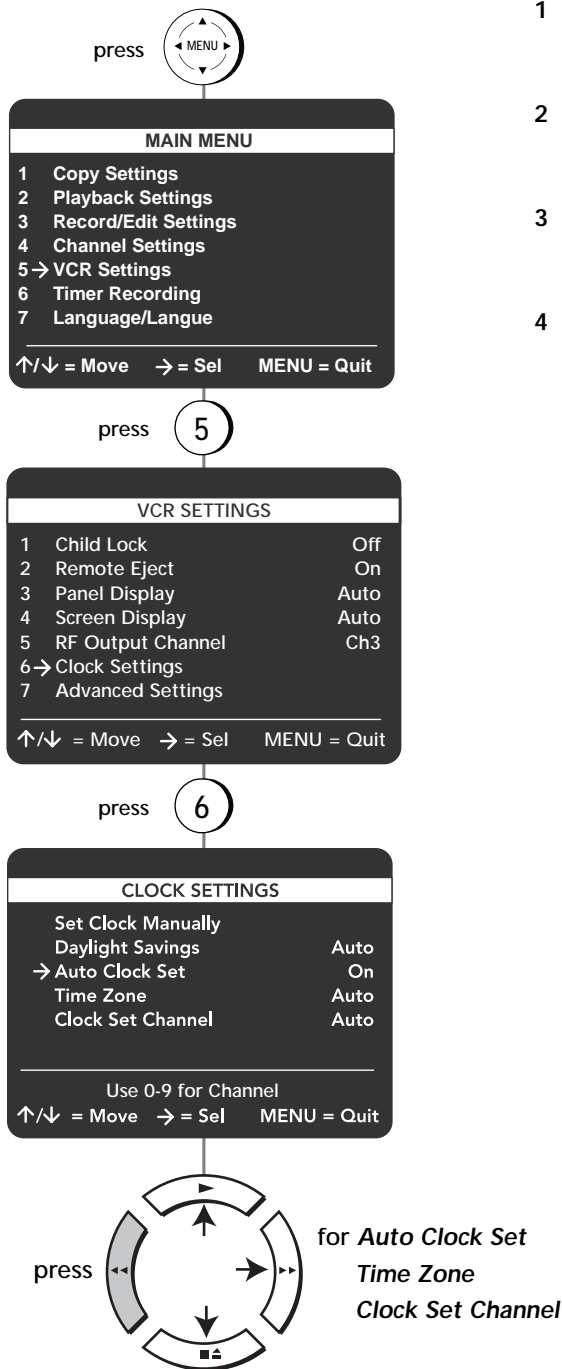 press MENU
MAIN MENU
1 Copy Settings
2 Playback Settings
3 Record/Edit Settings
4 Channel Settings
5→VCR Settings
6 Timer Recording
7 Language/Langue
↑/↓ = Move → = Sel MENU = Quit
press 5
VCR SETTINGS
1 Child Lock Off
2 Remote Eject On
3 Panel Display Auto
4 Screen Display Auto
5 RF Output Channel Ch3
6→Clock Settings
7 Advanced Settings
↑/↓ = Move → = Sel MENU = Quit
press 6
CLOCK SETTINGS
Set Clock Manually
Daylight Savings Auto
→Auto Clock Set On
Time Zone Auto
Clock Set Channel Auto
Use 0-9 for Channel
↑/↓ = Move → = Sel MENU = Quit
press
for Auto Clock Set
Time Zone
Clock Set Channel
1
2
3
4